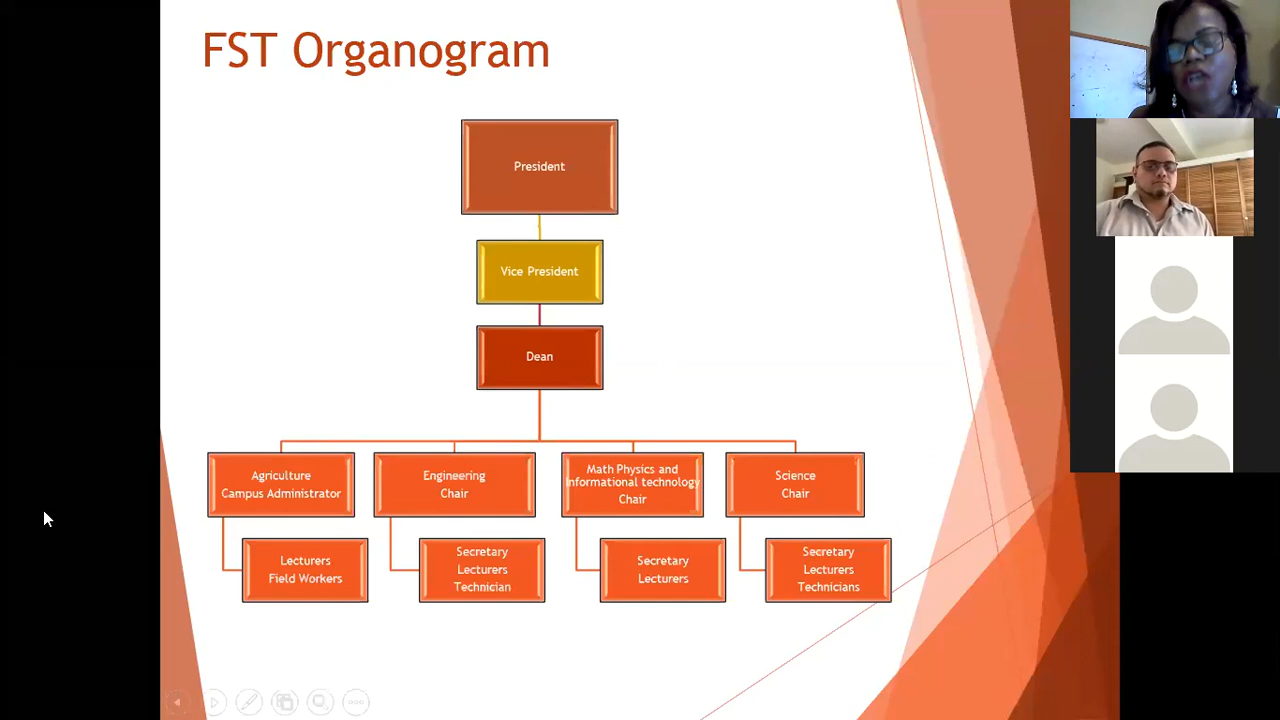 FST Organogram
President
Vice President
Dean
Agriculture
Campus Administrator
Engineering
Chair
Math Physics and
informational technology
Chair
Science
Chair
Lecturers
Field Workers
Secretary
Lecturers
Technician
Secretary
Lecturers
Secretary
Lecturers
Technicians